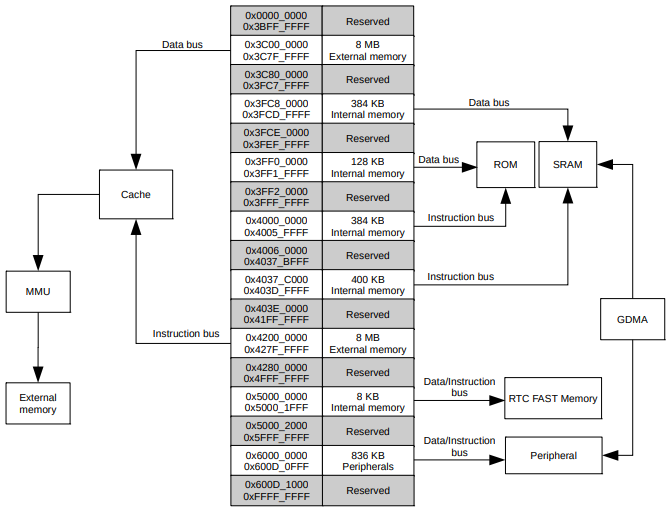 0x0000_0000
0x3BFF_FFFF
Reserved
Data bus
0x3C00_0000
0x3C7F_FFFF
8 MB
External memory
0x3C80_0000
0x3FC7_FFFF
Reserved
0x3FC8_0000
0x3FCD_FFFF
384 KB
Internal memory
Data bus
0x3FCE_0000
0x3FEF_FFFF
Reserved
0x3FF0_0000
0x3FF1_FFFF
128 KB
Internal memory
Data bus
ROM
SRAM
Cache
0x3FF2_0000
0x3FFF_FFFF
Reserved
0x4000_0000
0x4005_FFFF
384 KB
Internal memory
Instruction bus
0x4006_0000
0x4037_BFFF
Reserved
MMU
0x4037_C000
0x403D_FFFF
400 KB
Internal memory
Instruction bus
0x403E_0000
0x41FF_FFFF
Reserved
GDMA
Instruction bus
0x4200_0000
0x427F_FFFF
8 MB
External memory
0x4280_0000
0x4FFF_FFFF
Reserved
External
memory
0x5000_0000
0x5000_1FFF
8 KB
Internal memory
Data/Instruction
bus
RTC FAST Memory
0x5000_2000
0x5FFF_FFFF
Reserved
0x6000_0000
0x600D_0FFF
836 KB
Peripherals
Data/Instruction
bus
Peripheral
0x600D_1000
0xFFFF_FFFF
Reserved